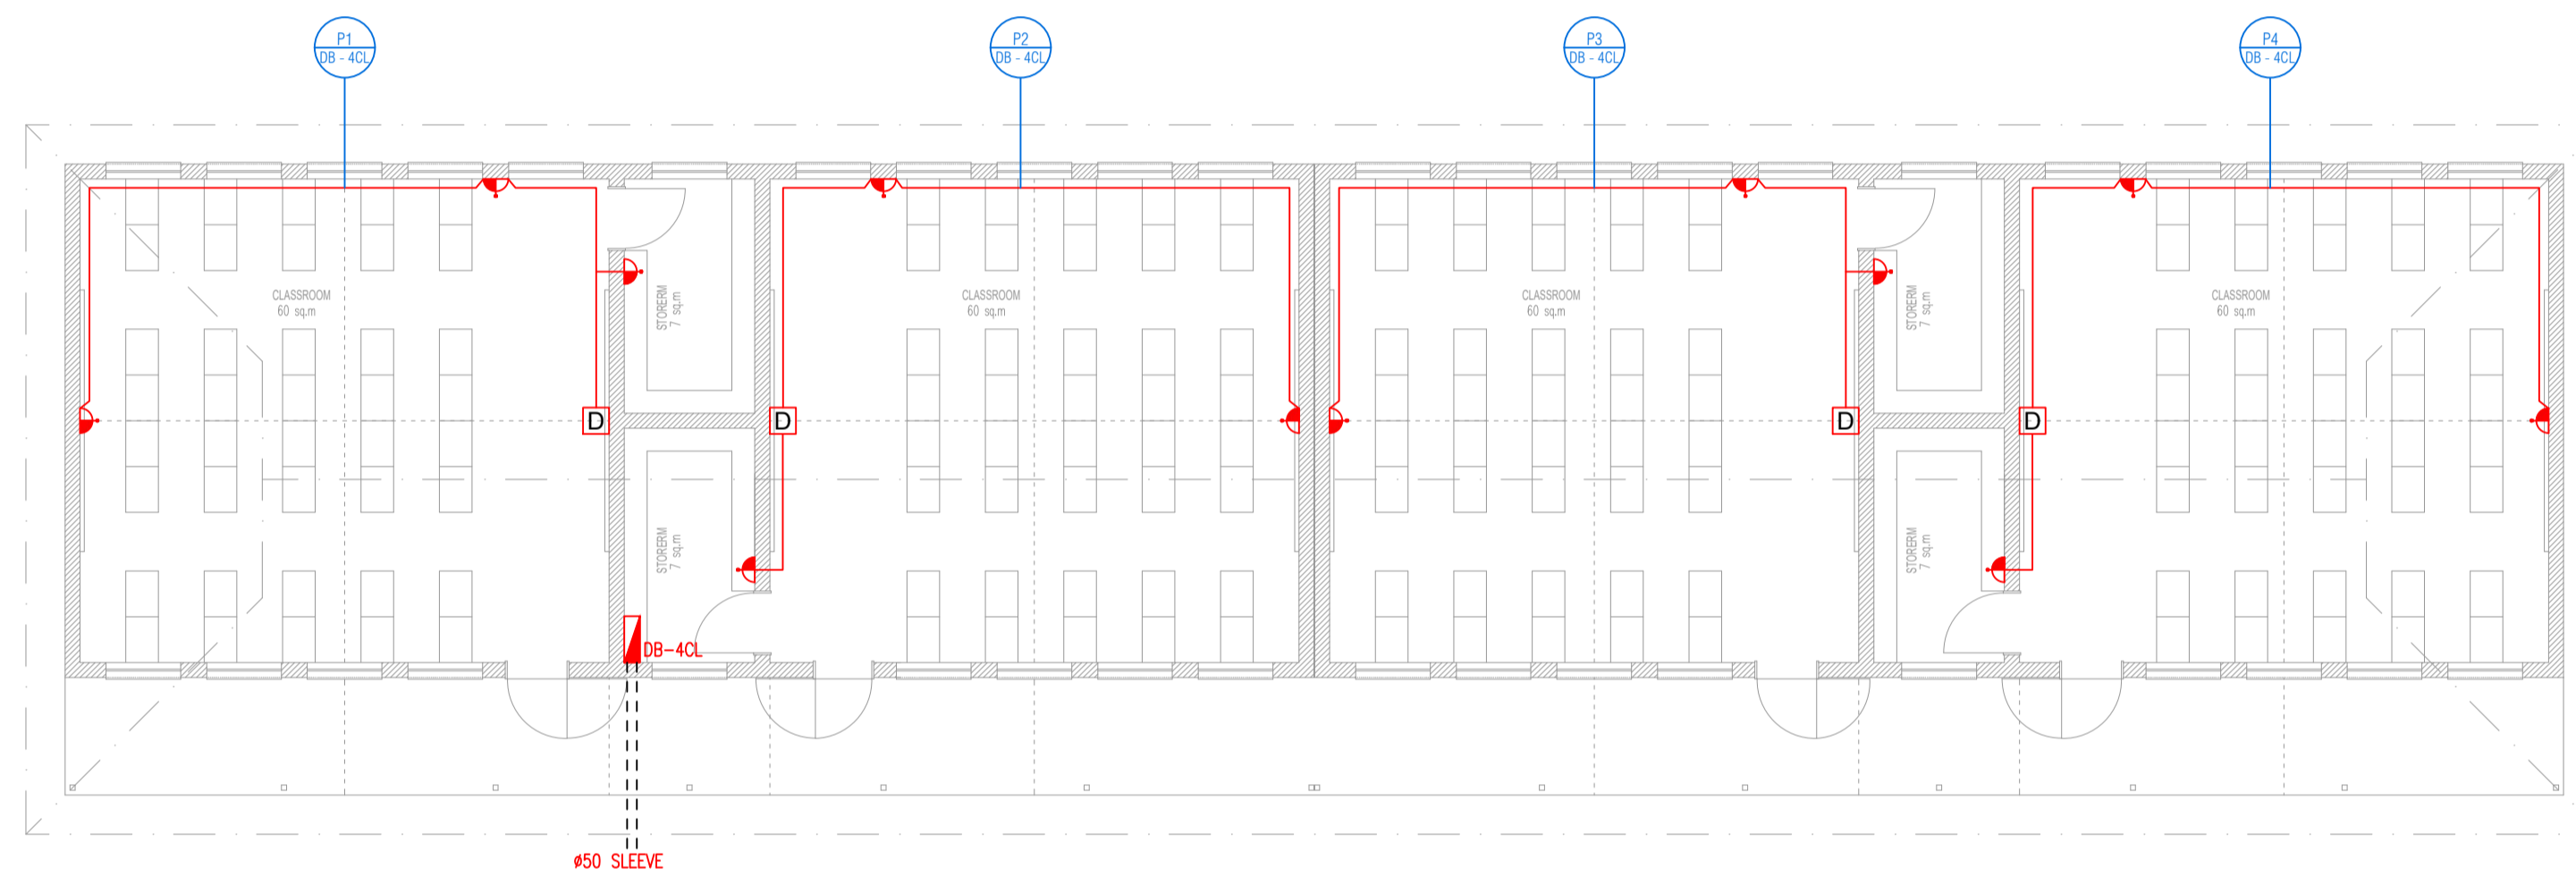 P1
DB - 4CL
P2
DB - 4CL
P3
DB - 4CL
P4
DB - 4CL
CLASSROOM
60 sq.m
STORERM
7 sq.m
CLASSROOM
60 sq.m
CLASSROOM
60 sq.m
STORERM
7 sq.m
CLASSROOM
60 sq.m
D
D
D
D
STORERM
7 sq.m
STORERM
7 sq.m
DB-4CL
ø50 SLEEVE